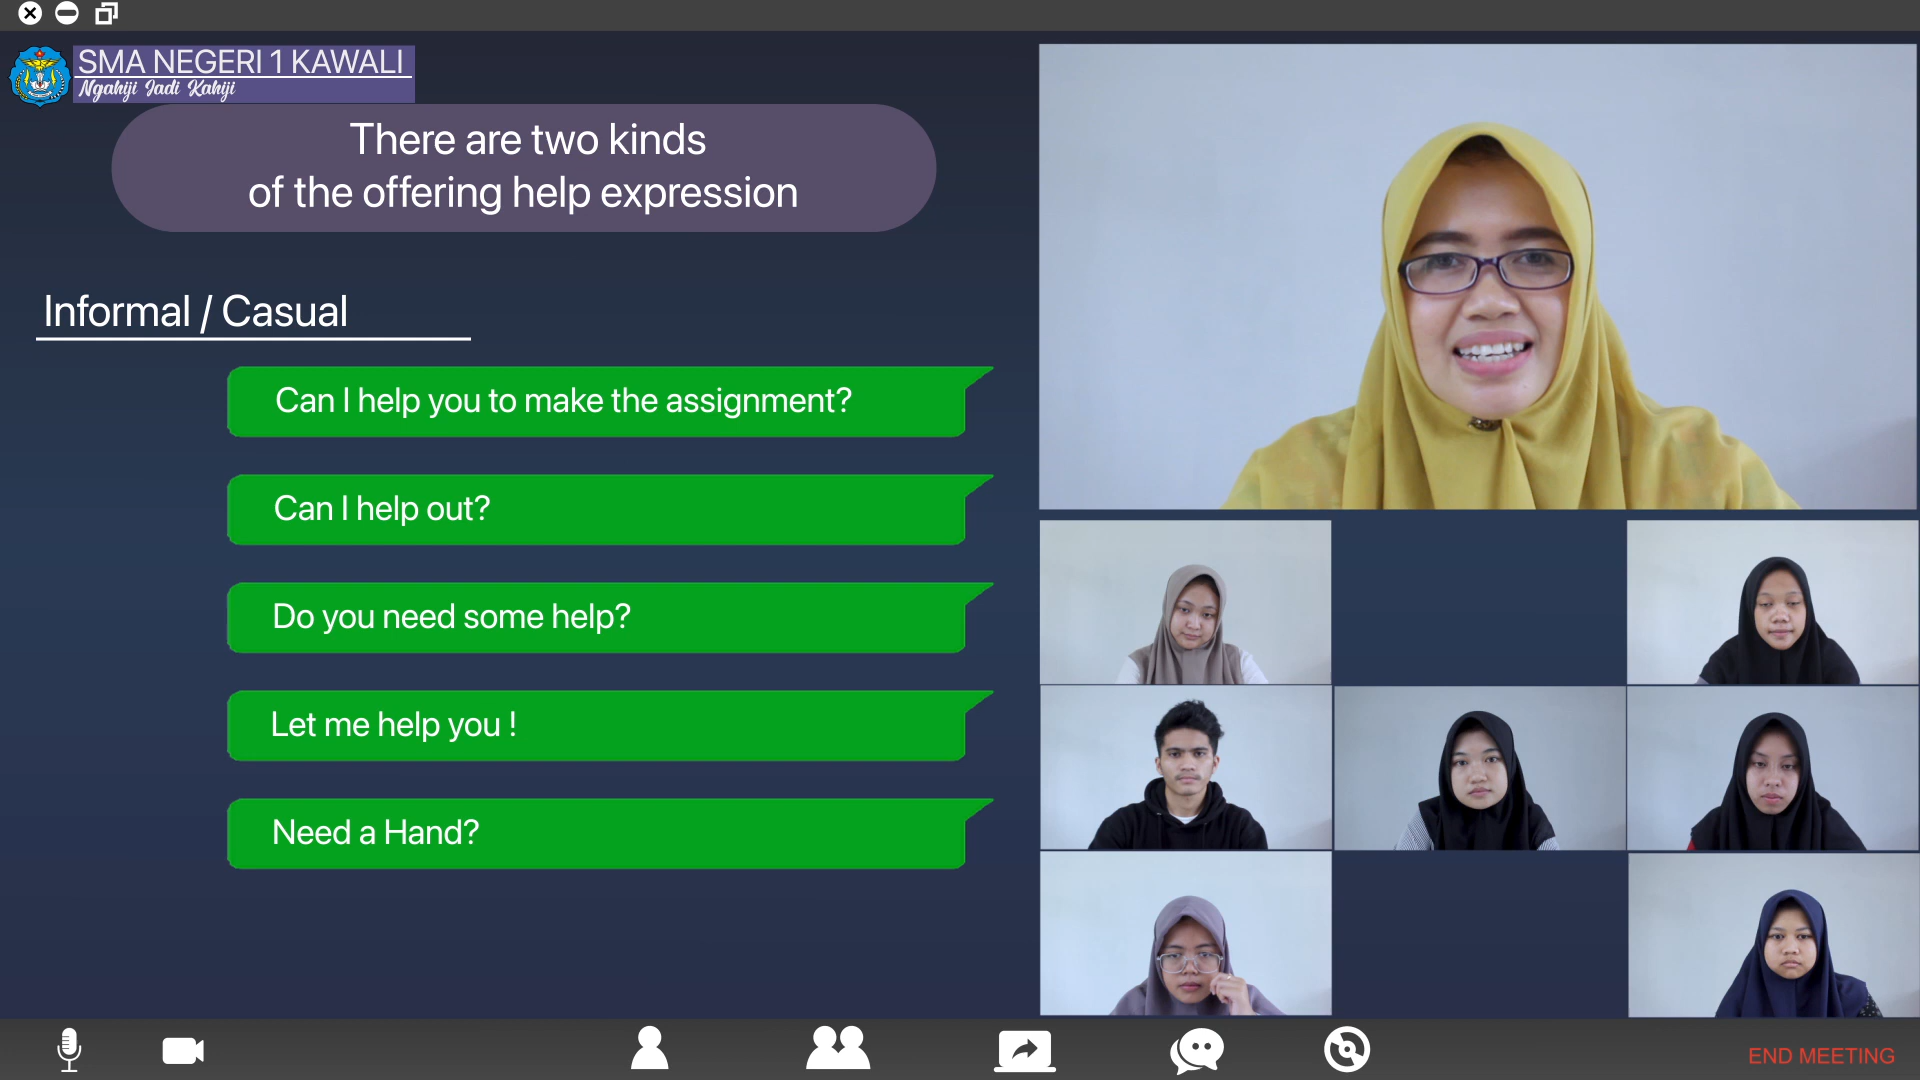 SMA NEGERI 1 KAWALI
Ngahiji Jadi Kahiji
There are two kinds
of the offering help expression
Informal / Casual
Can I help you to make the assignment?
Can I help out?
Do you need some help?
Let me help you !
Need a Hand?
END MEETING